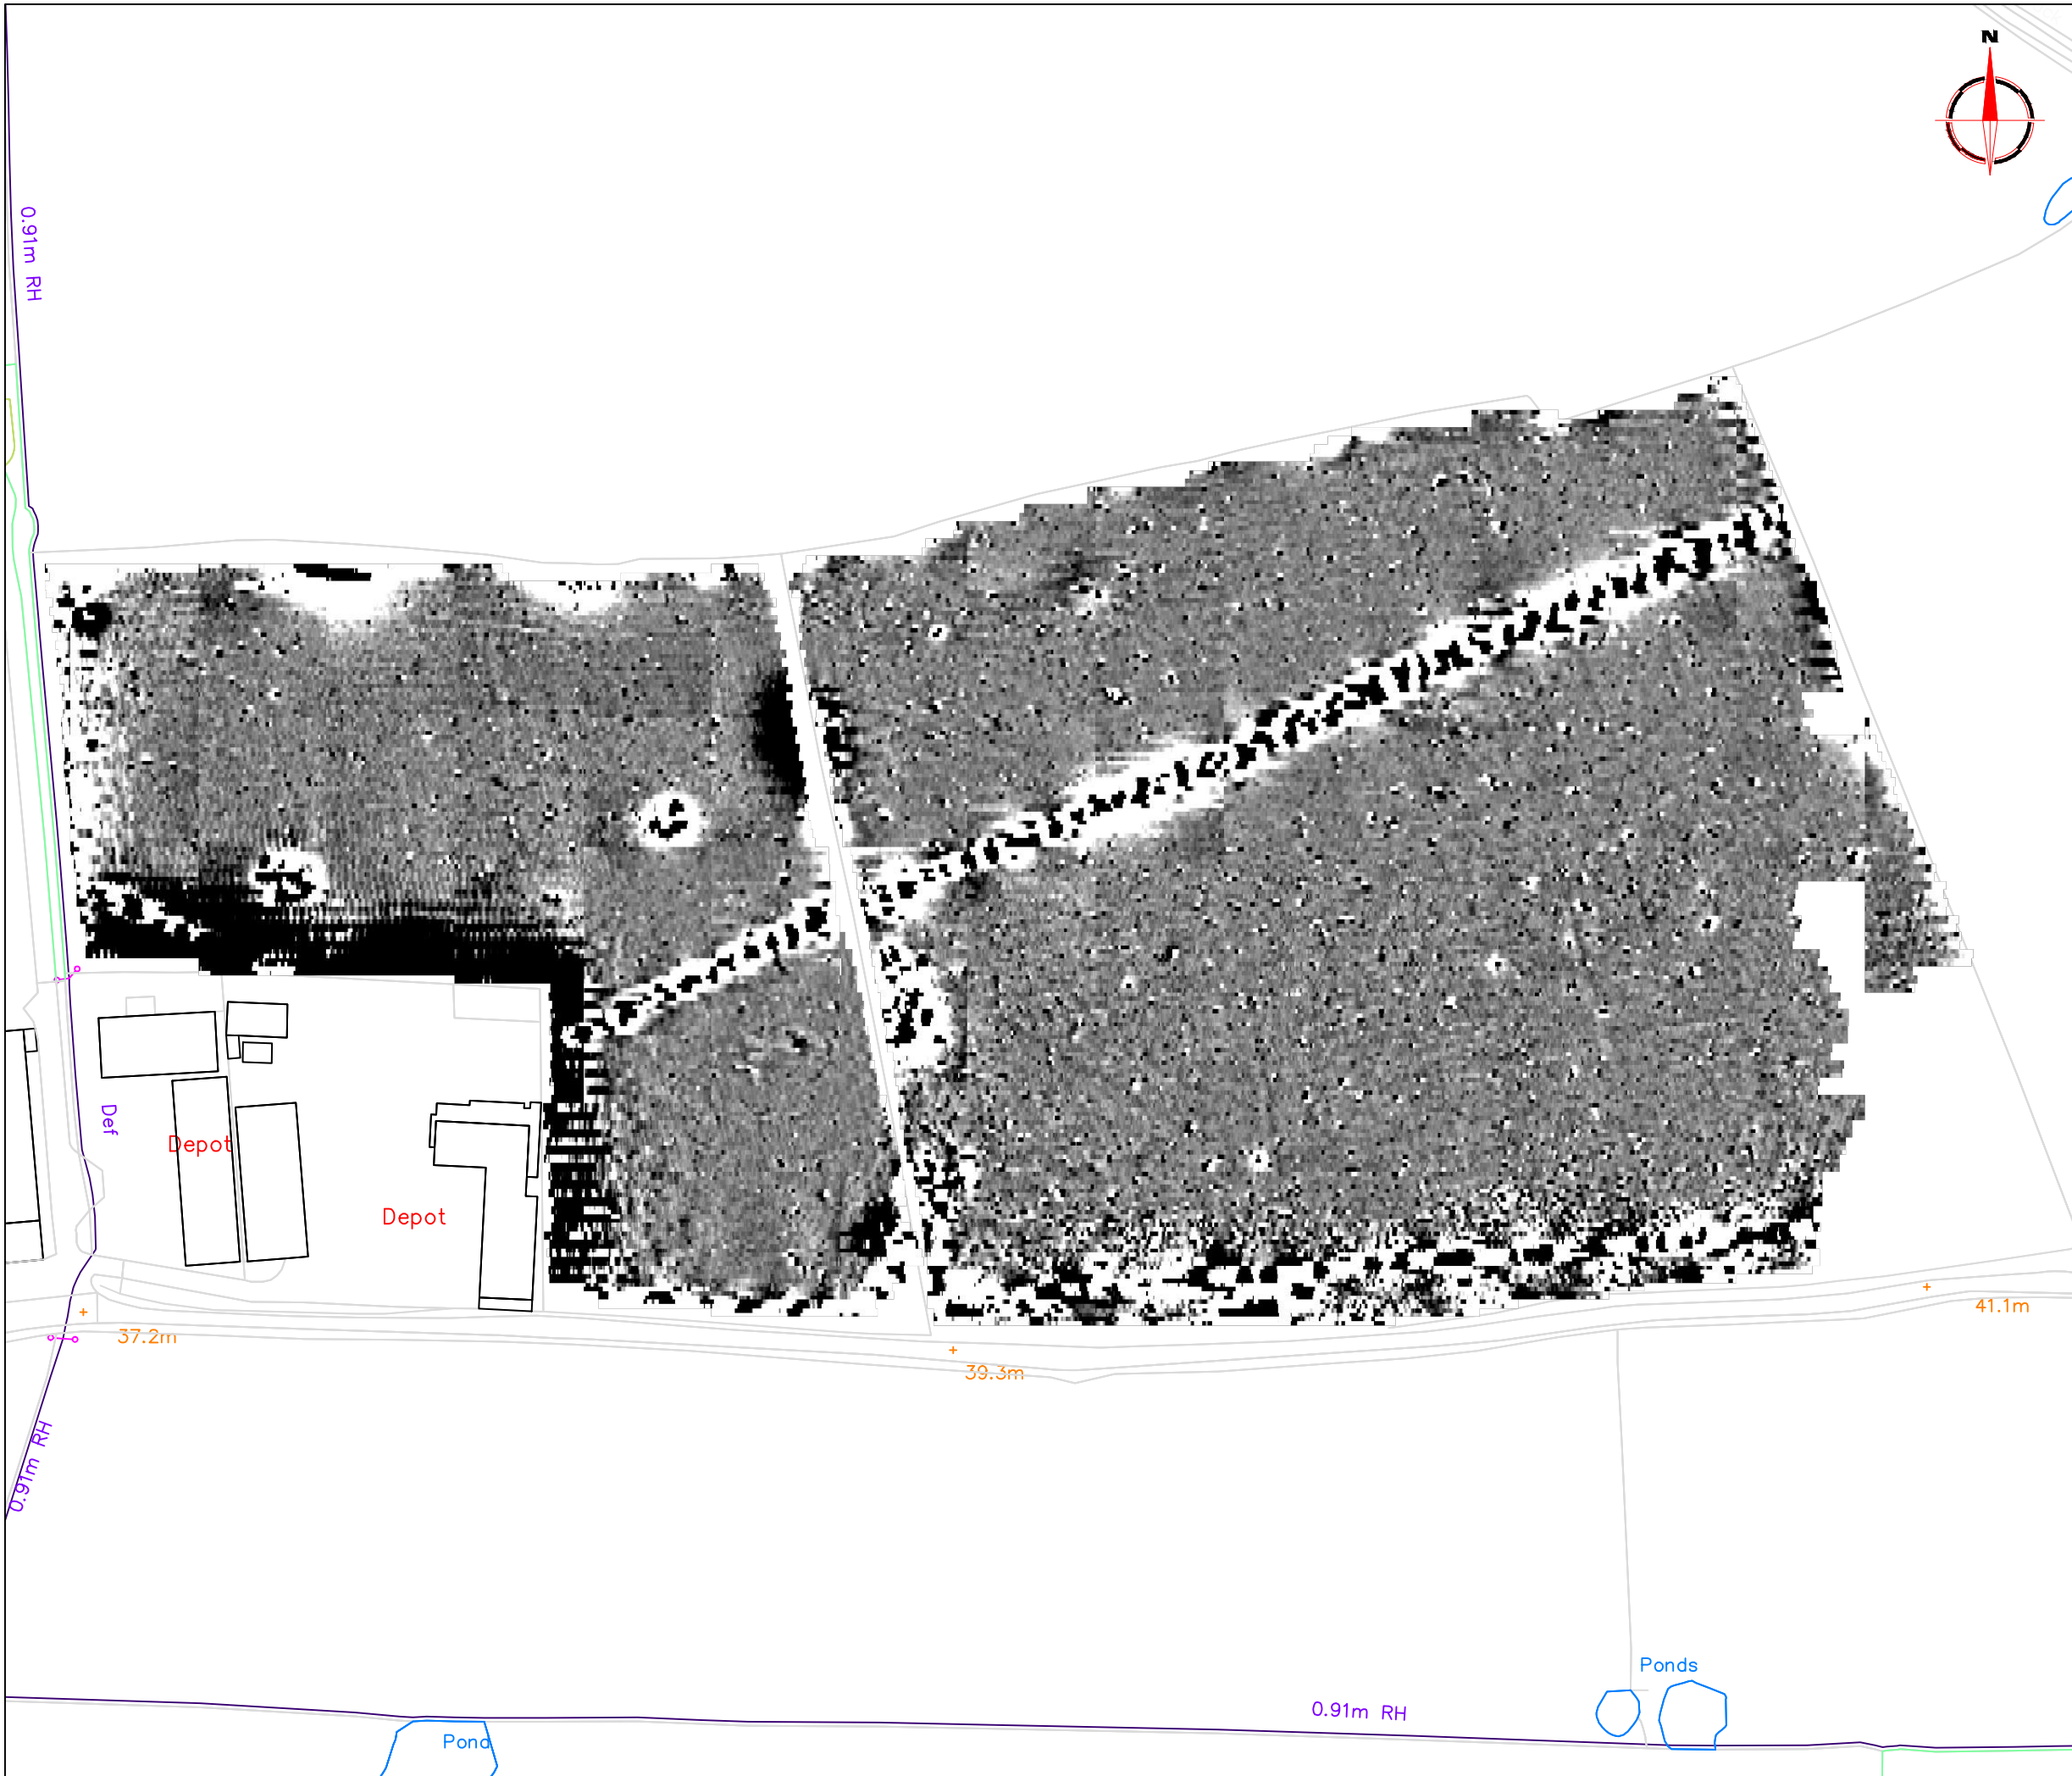 N
0.91m RH
Def
Depot
Depot
37.2m
39.3m
41.1m
0.91m RH
Ponds
0.91m RH
Pond